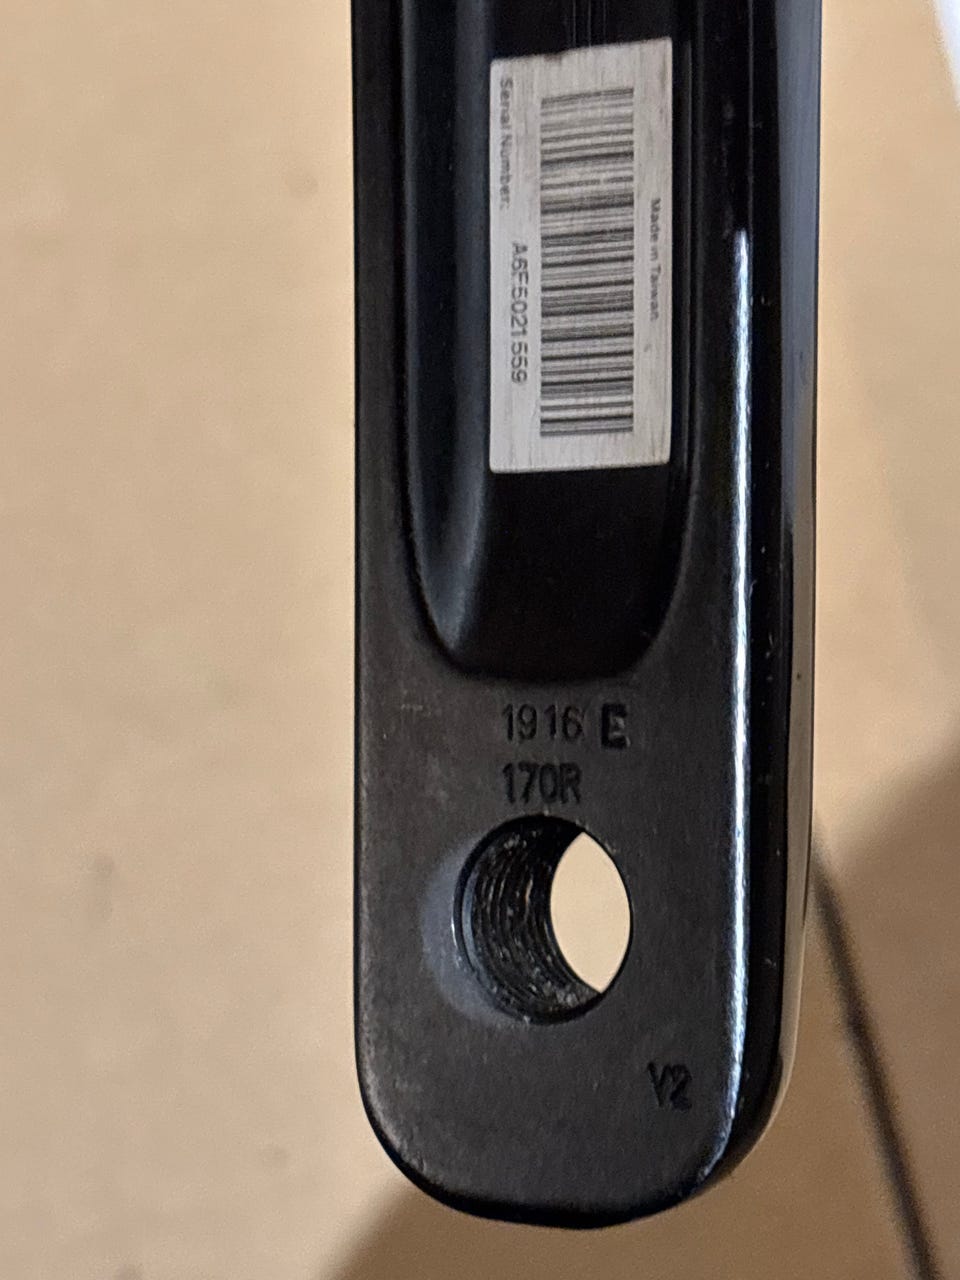 Made in Taiwan.
Serial Number:
A6F5021559
1916 E
170R
V2